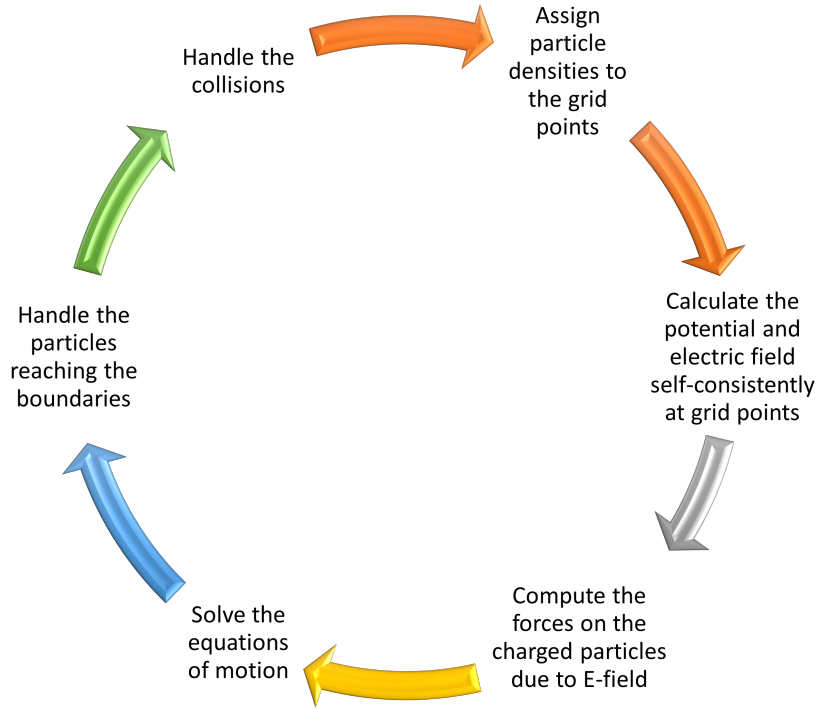 Assign
particle
densities to
the grid
points
Calculate the
potential and
electric field
self-consistently
at grid points
Compute the
forces on the
charged particles
due to E-field
Solve the
equations
of motion
Handle the
particles
reaching the
boundaries
Handle the
collisions